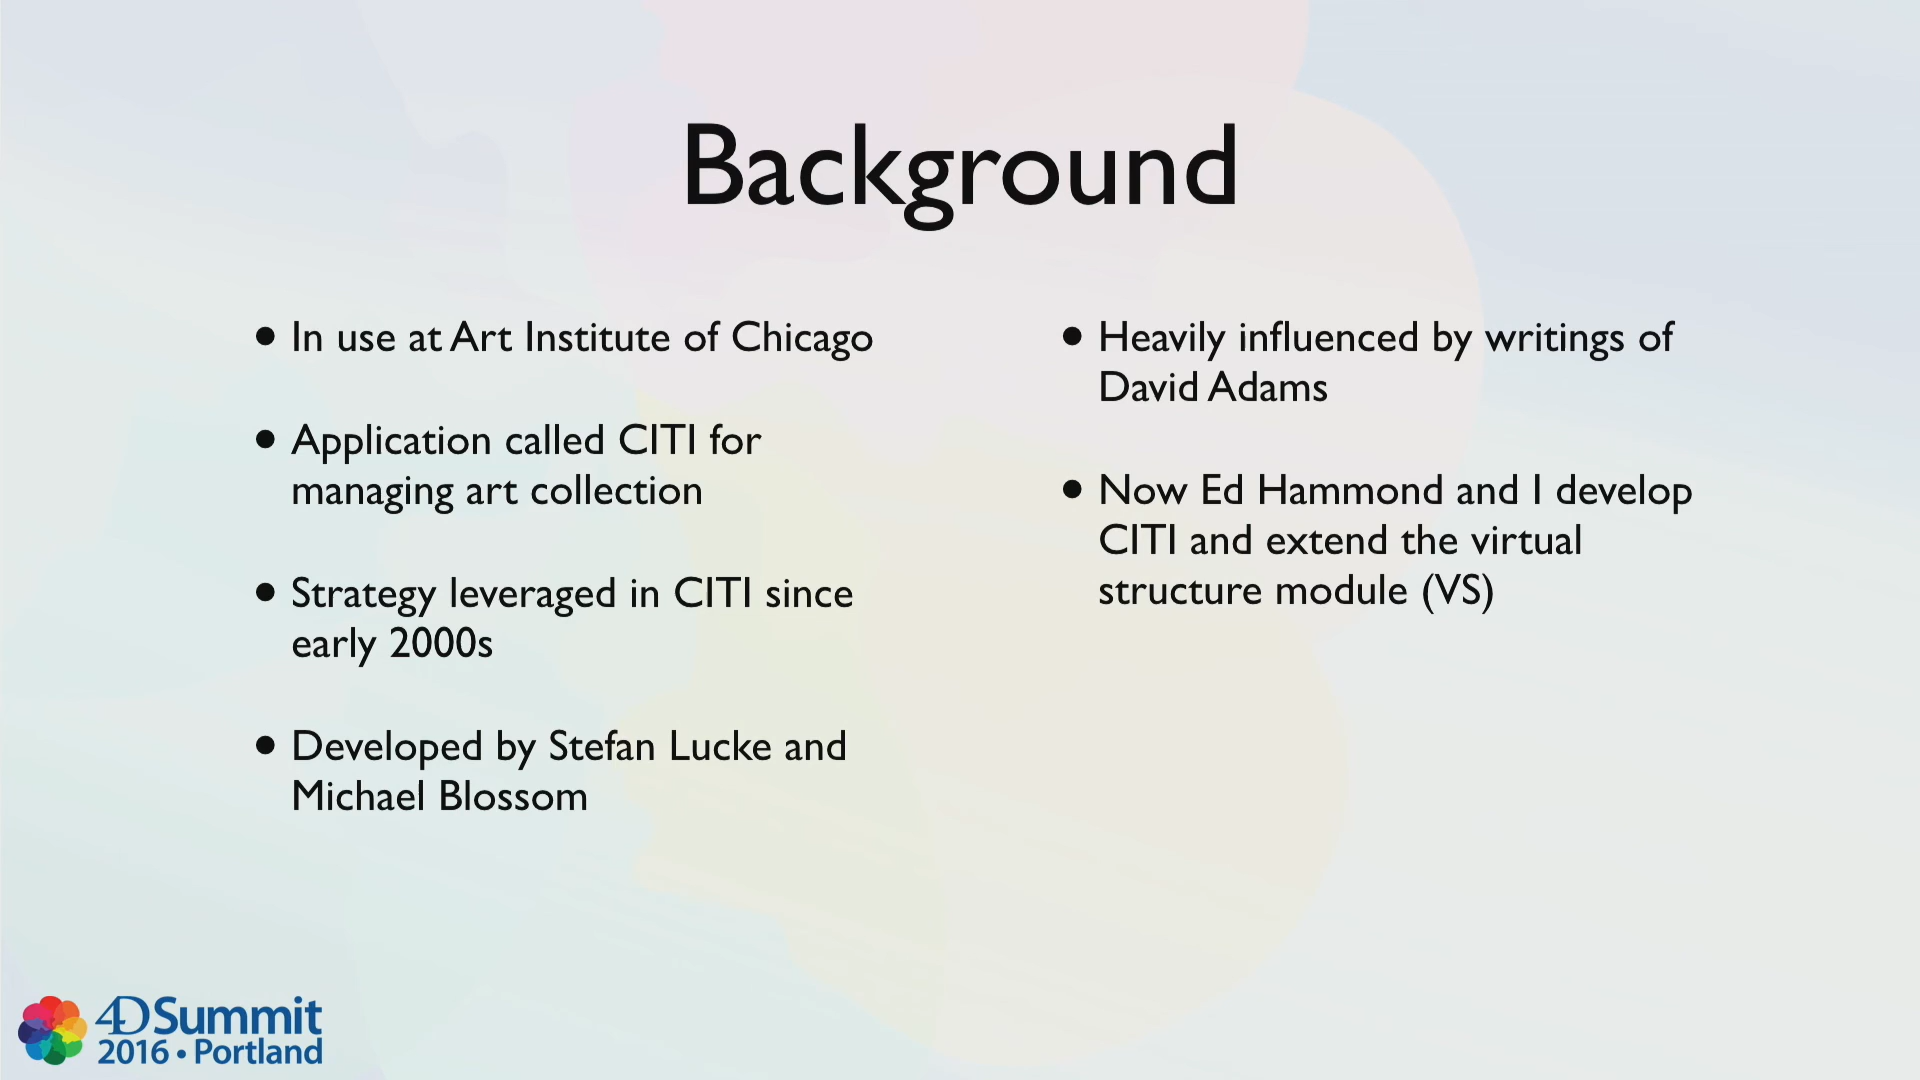 Background
• In use at Art Institute of Chicago
• Application called CITI for
managing art collection
• Strategy leveraged in CITI since
early 2000s
• Developed by Stefan Lucke and
Michael Blossom
• Heavily influenced by writings of
David Adams
• Now Ed Hammond and I develop
CITI and extend the virtual
structure module (VS)
4D Summit
2016 • Portland